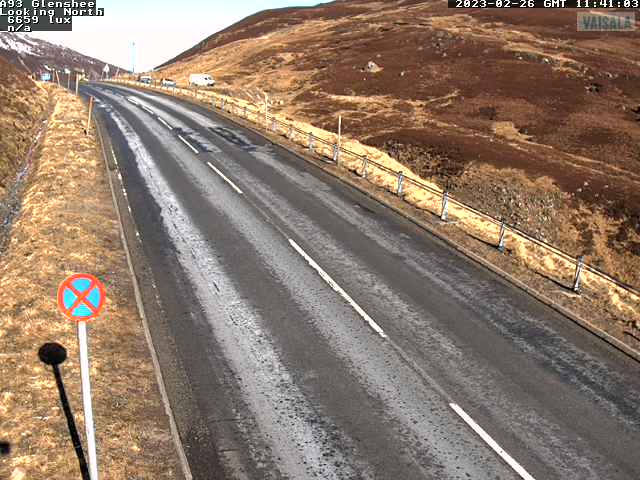 A93 Glenshee
Looking North
6659 lux
n/a
2023-02-26 GMT 11:41:03
VAISALA